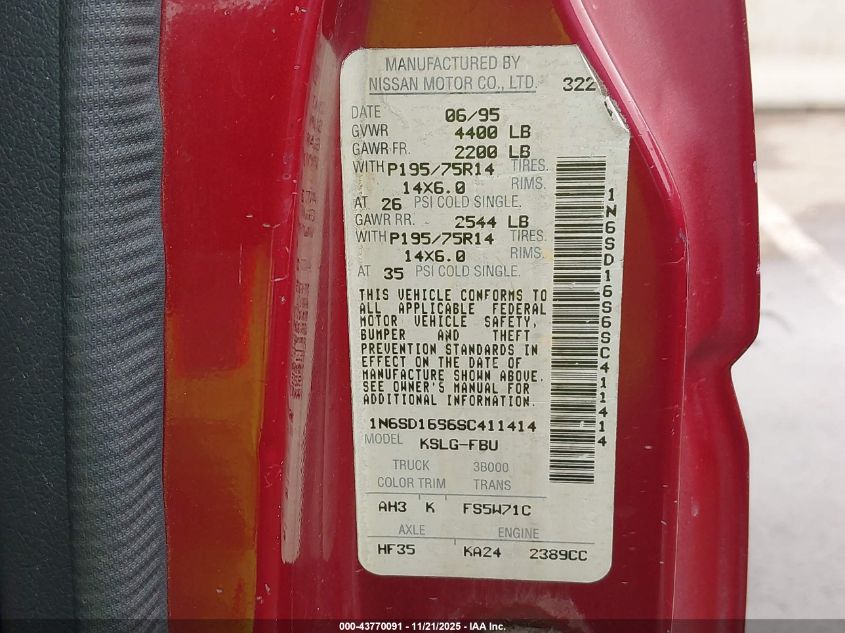 MANUFACTURED BY
NISSAN MOTOR CO., LTD. 322
DATE 06/95
GVWR 4400 LB
GAWR FR. 2200 LB
WITH P195/75R14 TIRES.
14X6.0 RIMS.
AT 26 PSI COLD SINGLE.
GAWR RR. 2544 LB
WITH P195/75R14 TIRES.
14X6.0 RIMS.
AT 35 PSI COLD SINGLE.
THIS VEHICLE CONFORMS TO
ALL APPLICABLE FEDERAL
MOTOR VEHICLE SAFETY,
BUMPER AND THEFT
PREVENTION STANDARDS IN
EFFECT ON THE DATE OF
MANUFACTURE SHOWN ABOVE.
SEE OWNER'S MANUAL FOR
ADDITIONAL INFORMATION.
1N6SD16S6SC411414
MODEL KSLG-FBU
TRUCK 3B000
COLOR TRIM TRANS
AH3 K FS5W71C
AXLE ENGINE
HF35 KA24 2389CC
1N6SD16S6SC411414
000-43770091 - 11/21/2025 - IAA Inc.